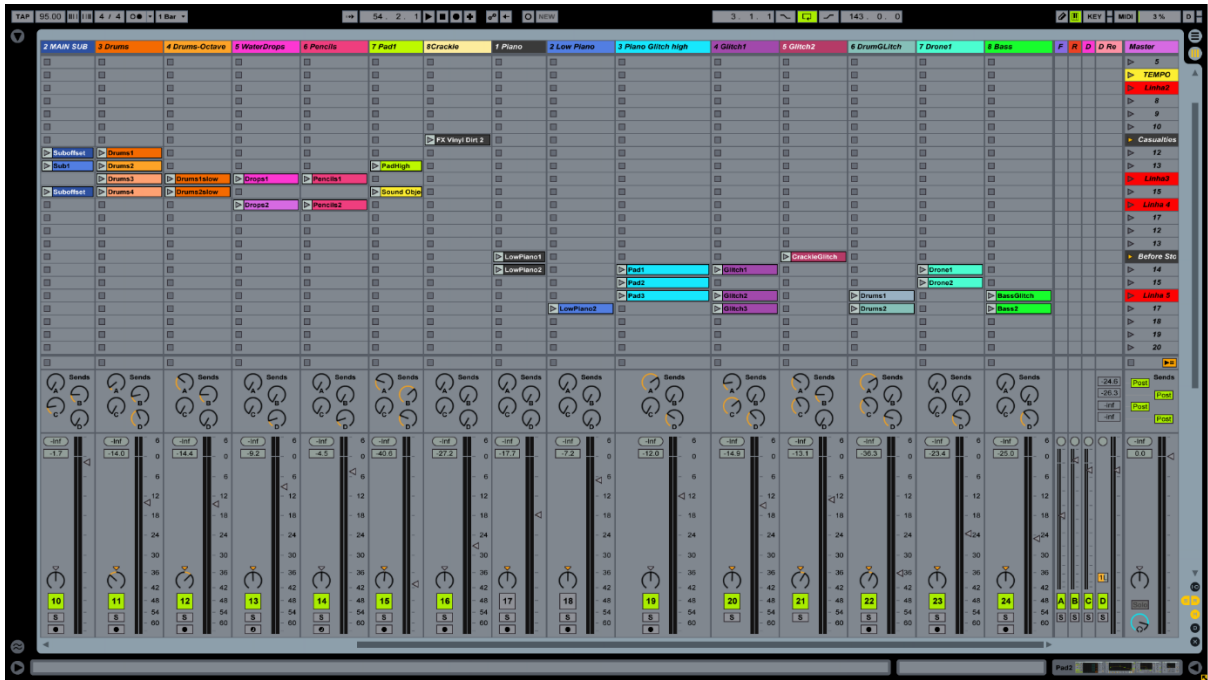 TAP 95.00 4 / 4 1 Bar 54 . 2 . 1 NEW 3 . 1 . 1 143 . 0 . 0 KEY MIDI 3 % D
2 MAIN SUB 3 Drums 4 Drums-Octave 5 WaterDrops 6 Pencils 7 Pad1 8Crackle 1 Piano 2 Low Piano 3 Piano Glitch high 4 Glitch1 5 Glitch2 6 DrumGLitch 7 Drone1 8 Bass F R D D Re Master
5
TEMPO
Linha2
8
9
10
FX Vinyl Dirt 2 Casualties
Suboffset Drums1 12
Sub1 Drums2 PadHigh 13
Drums3 Drums1slow Drops1 Pencils1 Linha3
Suboffset Drums4 Drums2slow Sound Obje 15
Drops2 Pencils2 Linha 4
17
12
13
LowPiano1 CrackleGlitch Before Sto
LowPiano2 Pad1 Glitch1 Drone1 14
Pad2 Drone2 15
Pad3 Glitch2 Drums1 BassGlitch Linha 5
LowPiano2 Glitch3 Drums2 Bass2 17
18
19
20
Sends Sends Sends Sends Sends Sends Sends Sends Sends Sends Sends Sends Sends Sends Sends -24.6 Post Sends
-26.3 Post
-inf Post
-inf Post
-Inf -Inf -Inf -Inf -Inf -Inf -Inf -Inf -Inf -Inf -Inf -Inf -Inf -Inf -Inf -Inf
-1.7 -14.0 -14.4 -9.2 -4.5 -40.6 -27.2 -17.7 -7.2 -12.0 -14.9 -13.1 -36.3 -23.4 -25.0 0.0
10 11 12 13 14 15 16 17 18 19 20 21 22 23 24 A B C D Solo
S S S S S S S S S S S S S S S S S S S
Pad2